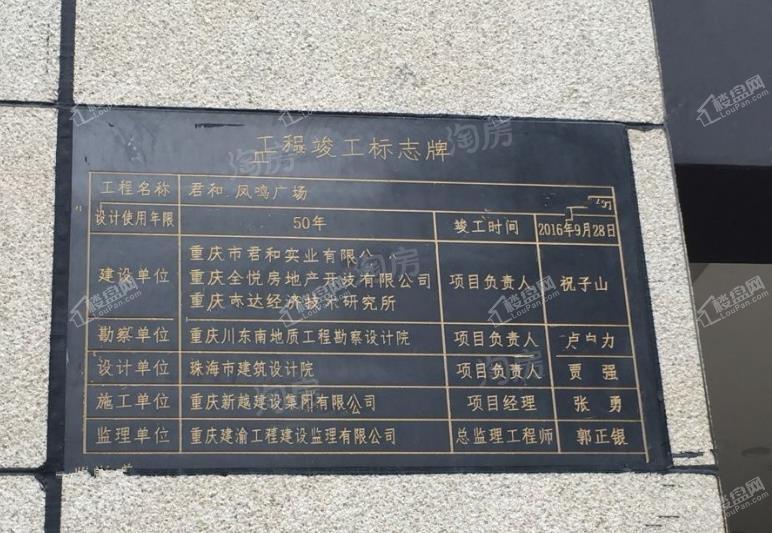 工程竣工标志牌
工程名称 君和 凤鸣广场
设计使用年限 50年 竣工时间 2016年9月28日
建设单位 重庆市君和实业有限公
重庆全悦房地产开发有限公司
重庆市达经济技术研究所
项目负责人 祝子山
勘察单位 重庆川东南地质工程勘察设计院 项目负责人 卢 力
设计单位 珠海市建筑设计院 项目负责人 贾 强
施工单位 重庆新越建设集团有限公司 项目经理 张 勇
监理单位 重庆建渝工程建设监理有限公司 总监理工程师 郭正银
淘房
淘房
淘房
淘房
淘房
楼盘网
LouPan.com
楼盘网
LouPan.com
楼盘网
LouPan.com